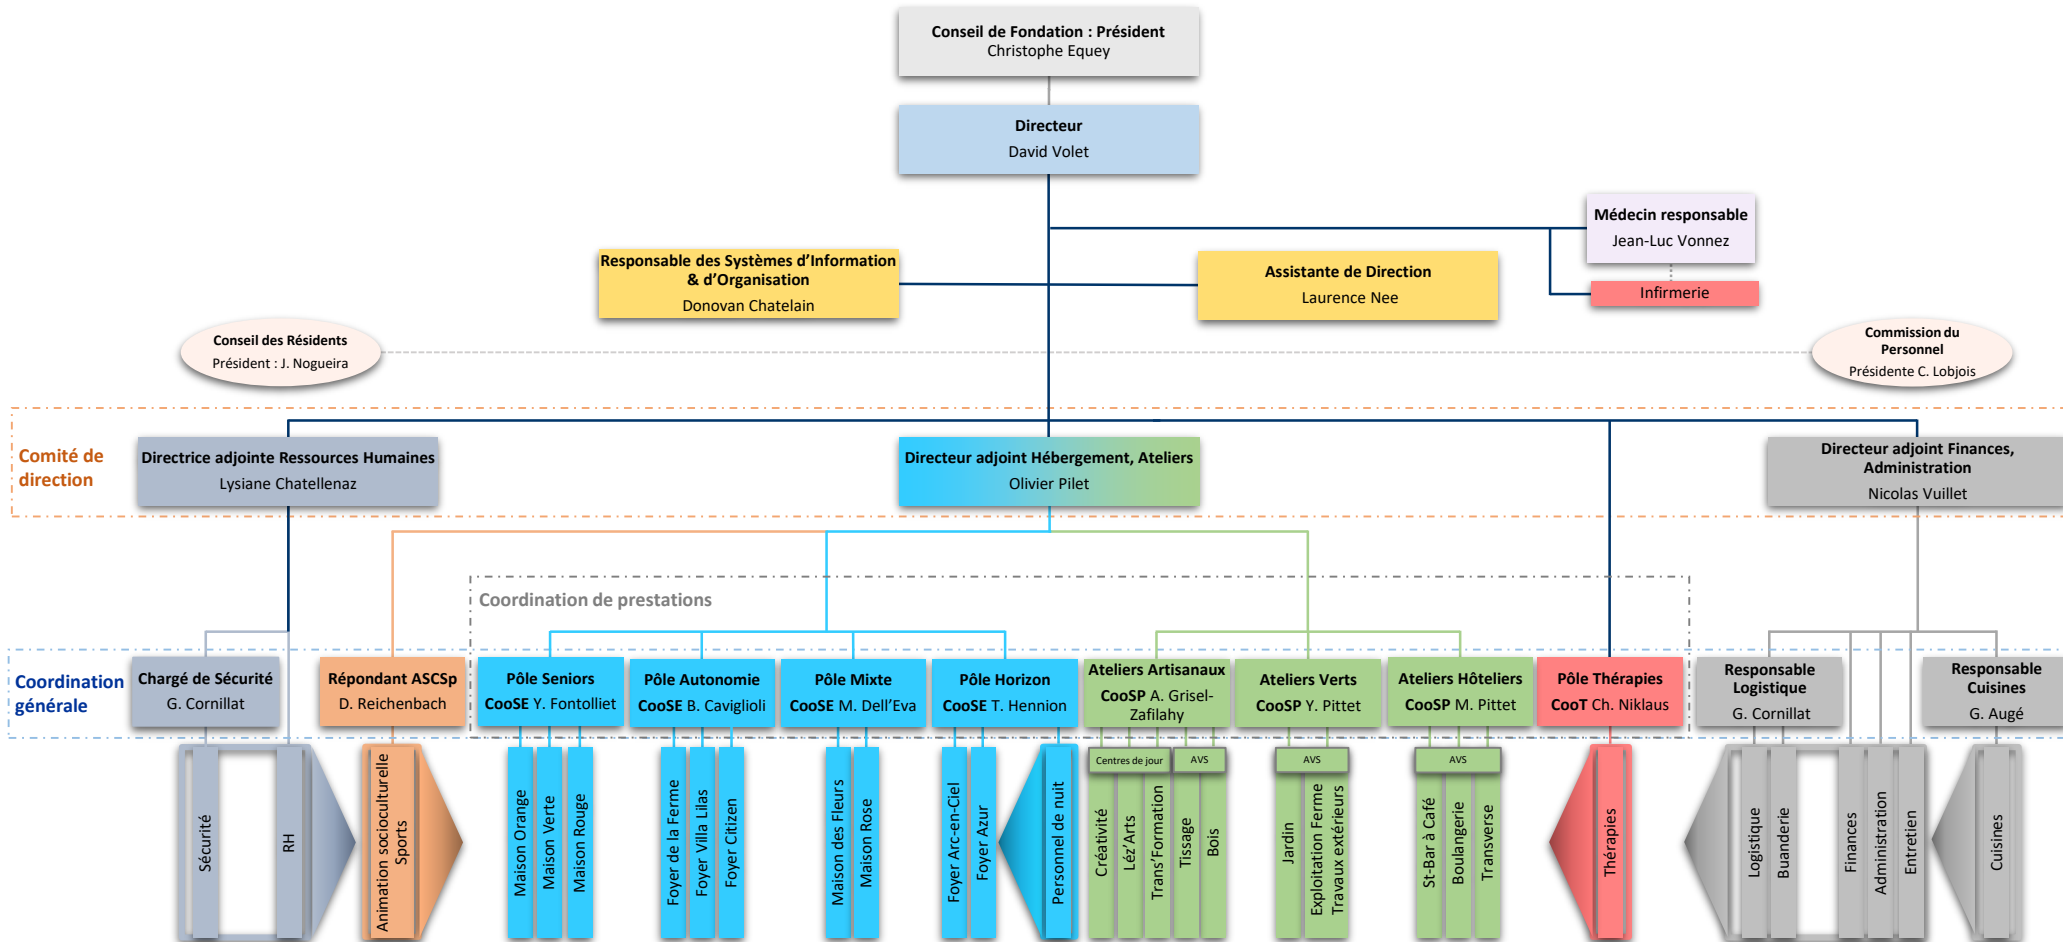 Conseil de Fondation : Président
Christophe Equey
Directeur
David Volet
Médecin responsable
Jean-Luc Vonnez
Infirmerie
Responsable des Systèmes d’Information
& d’Organisation
Donovan Chatelain
Assistante de Direction
Laurence Nee
Conseil des Résidents
Président : J. Nogueira
Commission du
Personnel
Présidente C. Lobjois
Comité de
direction
Directrice adjointe Ressources Humaines
Lysiane Chatellenaz
Directeur adjoint Hébergement, Ateliers
Olivier Pilet
Directeur adjoint Finances,
Administration
Nicolas Vuillet
Coordination de prestations
Coordination
générale
Chargé de Sécurité
G. Cornillat
Répondant ASCSp
D. Reichenbach
Pôle Seniors
CooSE Y. Fontolliet
Pôle Autonomie
CooSE B. Caviglioli
Pôle Mixte
CooSE M. Dell’Eva
Pôle Horizon
CooSE T. Hennion
Ateliers Artisanaux
CooSP A. Grisel-
Zafilahy
Ateliers Verts
CooSP Y. Pittet
Ateliers Hôteliers
CooSP M. Pittet
Pôle Thérapies
CooT Ch. Niklaus
Responsable
Logistique
G. Cornillat
Responsable
Cuisines
G. Augé
Sécurité
RH
Animation socioculturelle
Sports
Maison Orange
Maison Verte
Maison Rouge
Foyer de la Ferme
Foyer Villa Lilas
Foyer Citizen
Maison des Fleurs
Maison Rose
Foyer Arc-en-Ciel
Foyer Azur
Personnel de nuit
Centres de jour
AVS
Créativité
Léz’Arts
Trans’Formation
Tissage
Bois
AVS
Jardin
Exploitation Ferme
Travaux extérieurs
AVS
St-Bar à Café
Boulangerie
Transverse
Thérapies
Logistique
Buanderie
Finances
Administration
Entretien
Cuisines